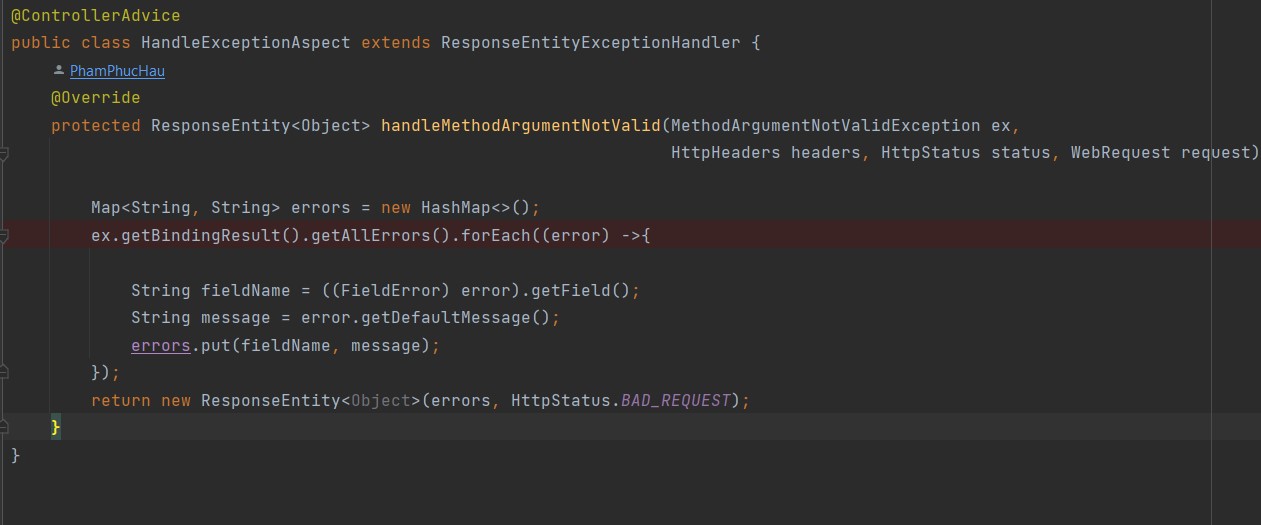 @ControllerAdvice
public class HandleExceptionAspect extends ResponseEntityExceptionHandler {
PhamPhucHau
@Override
protected ResponseEntity<Object> handleMethodArgumentNotValid(MethodArgumentNotValidException ex,
HttpHeaders headers, HttpStatus status, WebRequest request)
Map<String, String> errors = new HashMap<>();
ex.getBindingResult().getAllErrors().forEach((error) ->{
String fieldName = ((FieldError) error).getField();
String message = error.getDefaultMessage();
errors.put(fieldName, message);
});
return new ResponseEntity<Object>(errors, HttpStatus.BAD_REQUEST);
}
}